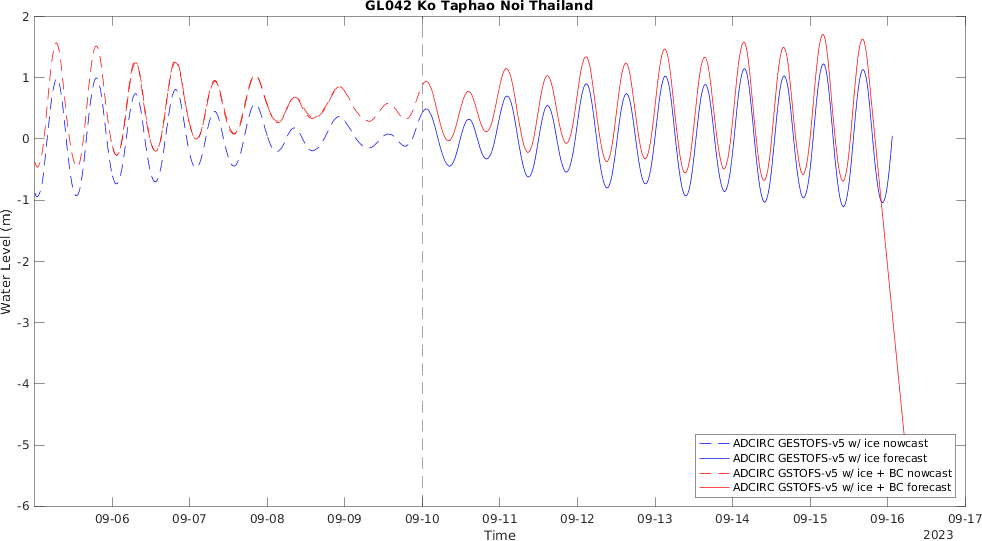 GL042 Ko Taphao Noi Thailand
2
1
0
-1
-2
-3
-4
-5
-6
Water Level (m)
ADCIRC GESTOFS-v5 w/ ice nowcast
ADCIRC GESTOFS-v5 w/ ice forecast
ADCIRC GSTOFS-v5 w/ ice + BC nowcast
ADCIRC GSTOFS-v5 w/ ice + BC forecast
09-06 09-07 09-08 09-09 09-10 09-11 09-12 09-13 09-14 09-15 09-16 09-17
Time
2023